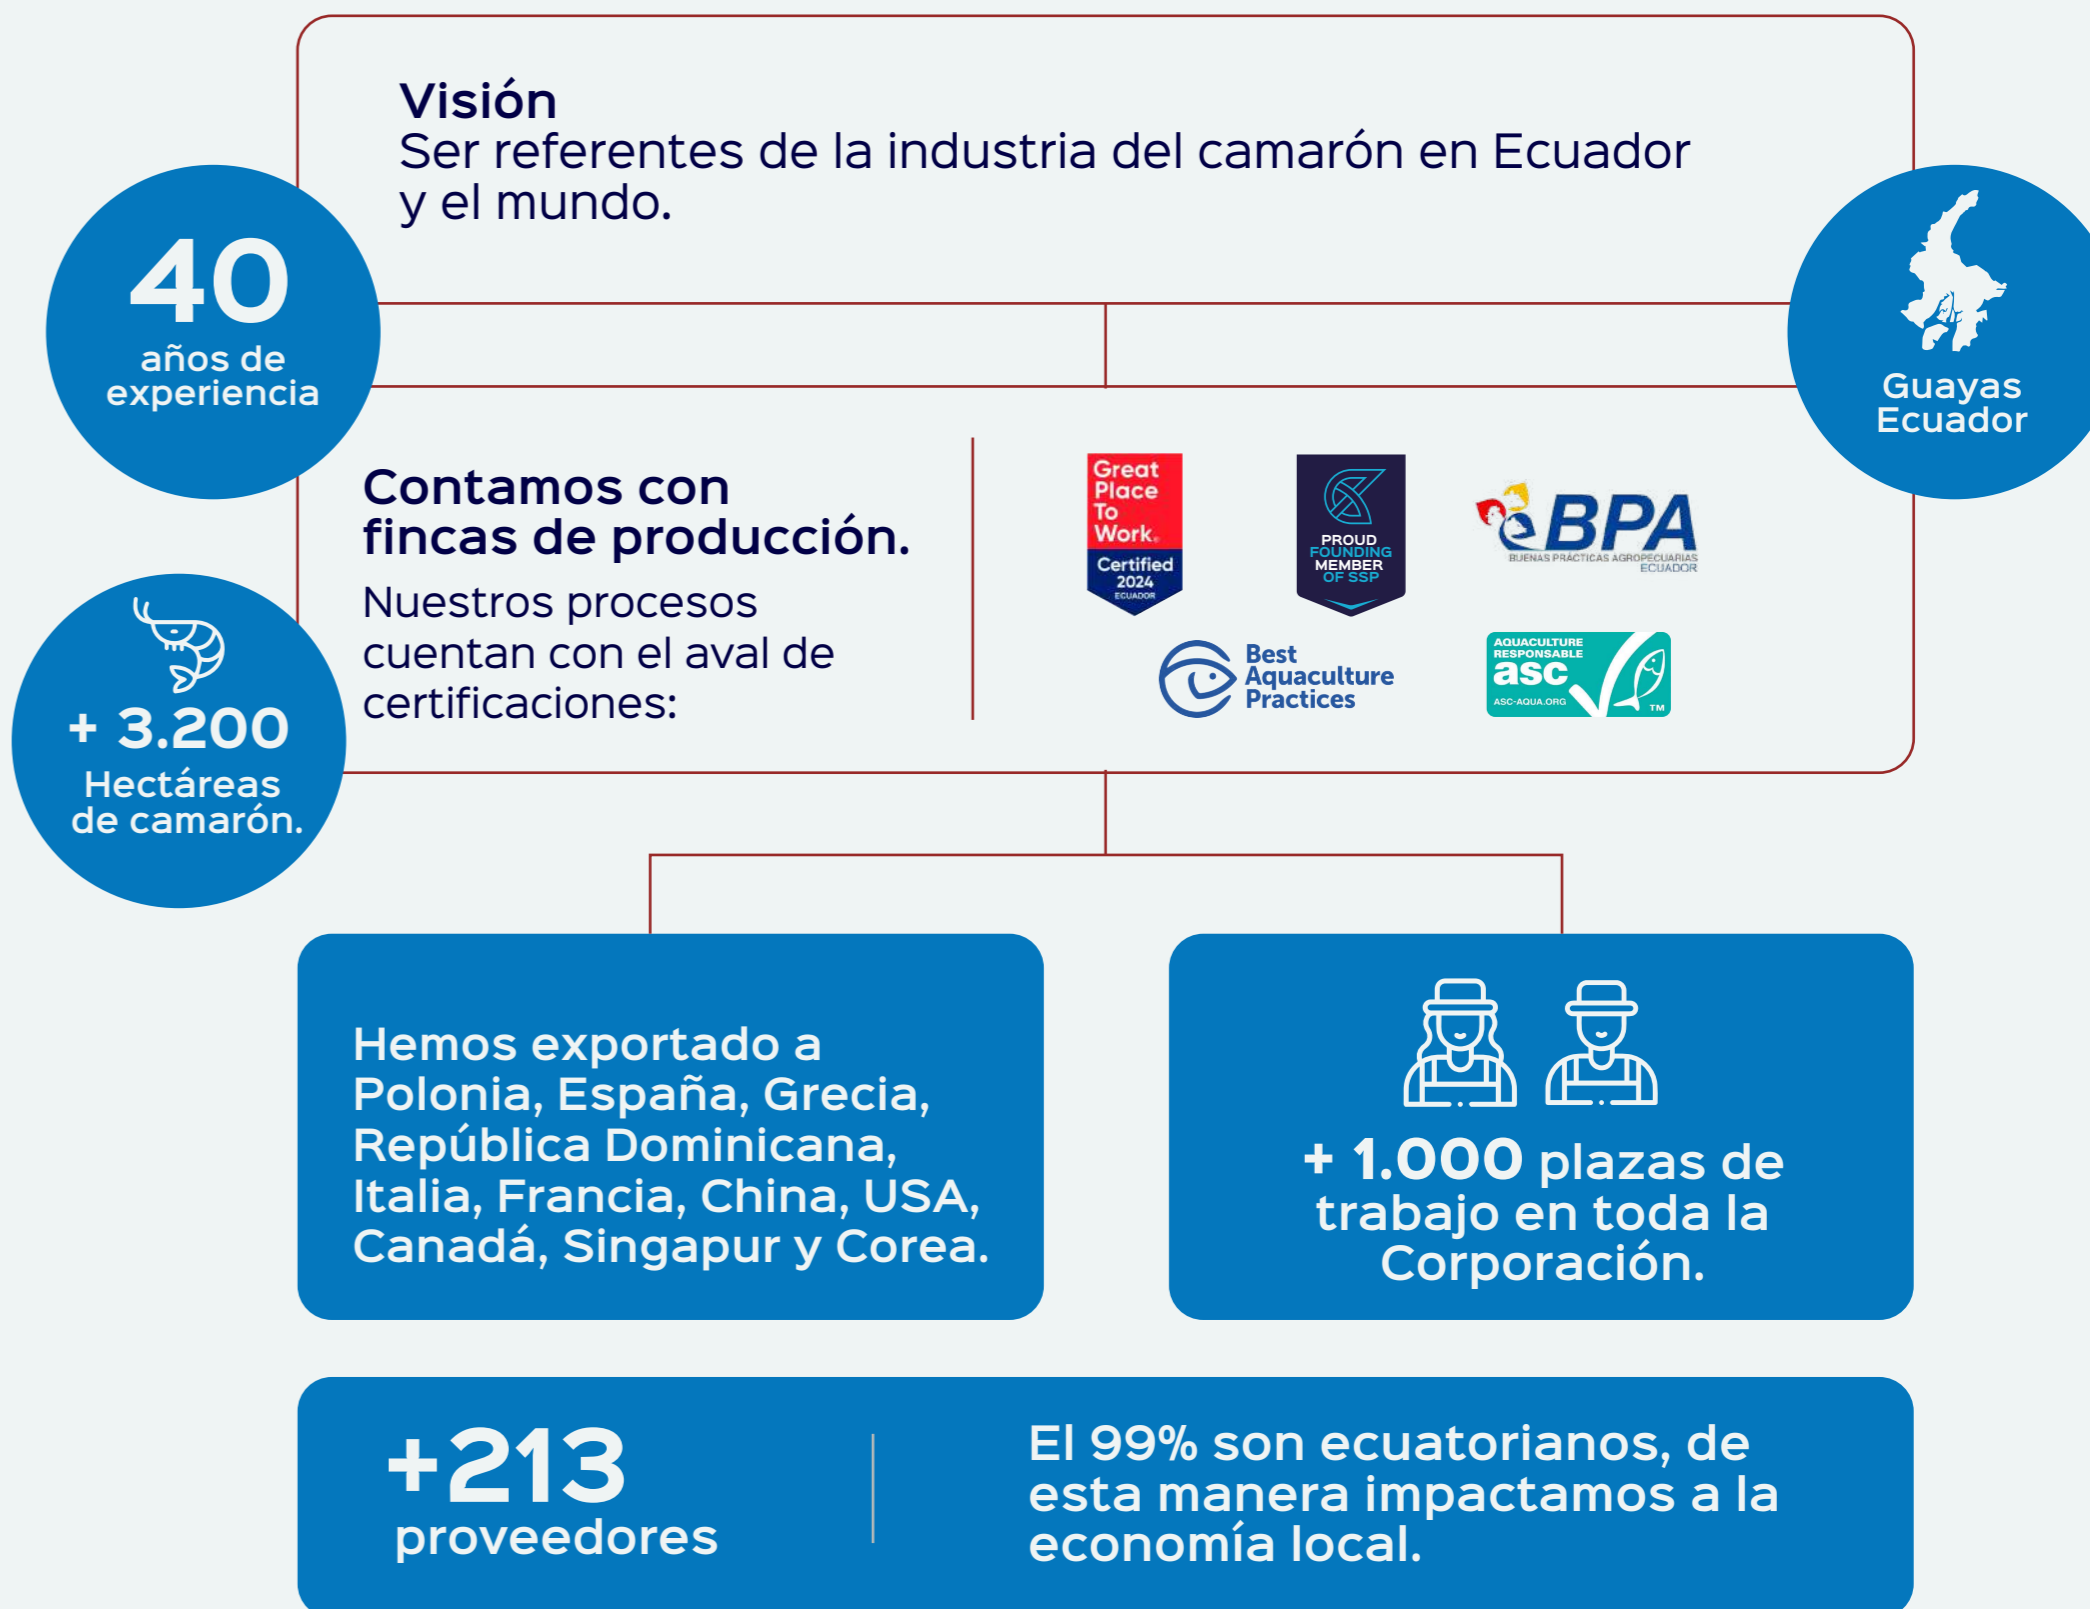 Visión
Ser referentes de la industria del camarón en Ecuador
y el mundo.
40
años de
experiencia
Guayas
Ecuador
Contamos con
fincas de producción.
Nuestros procesos
cuentan con el aval de
certificaciones:
Great
Place
To
Work.
Certified
2024
ECUADOR
PROUD
FOUNDING
MEMBER
OF SSP
BPA
BUENAS PRÁCTICAS AGROPECUARIAS
ECUADOR
Best
Aquaculture
Practices
AQUACULTURE
RESPONSABLE
asc
ASC-AQUA.ORG
TM
+ 3.200
Hectáreas
de camarón.
Hemos exportado a
Polonia, España, Grecia,
República Dominicana,
Italia, Francia, China, USA,
Canadá, Singapur y Corea.
+ 1.000 plazas de
trabajo en toda la
Corporación.
+213
proveedores
El 99% son ecuatorianos, de
esta manera impactamos a la
economía local.